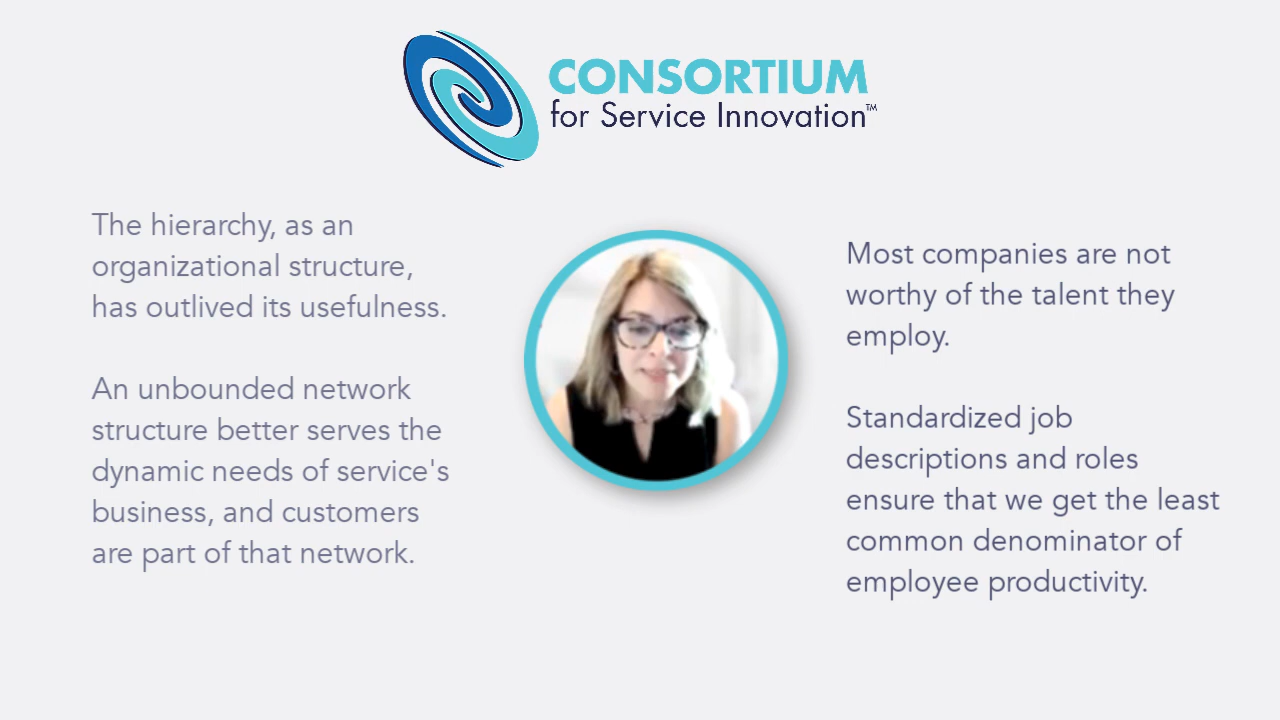 CONSORTIUM
for Service Innovation™
The hierarchy, as an
organizational structure,
has outlived its usefulness.
An unbounded network
structure better serves the
dynamic needs of service's
business, and customers
are part of that network.
Most companies are not
worthy of the talent they
employ.
Standardized job
descriptions and roles
ensure that we get the least
common denominator of
employee productivity.